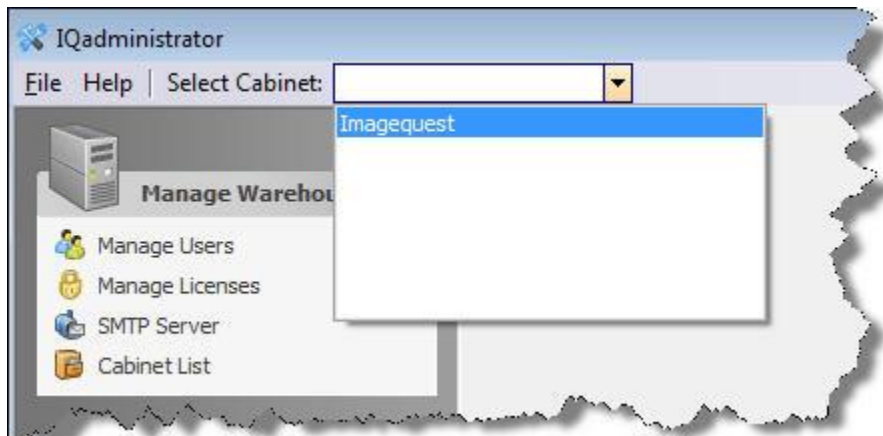 IQadministrator
File Help | Select Cabinet:
Imagequest
Manage Warehou
Manage Users
Manage Licenses
SMTP Server
Cabinet List